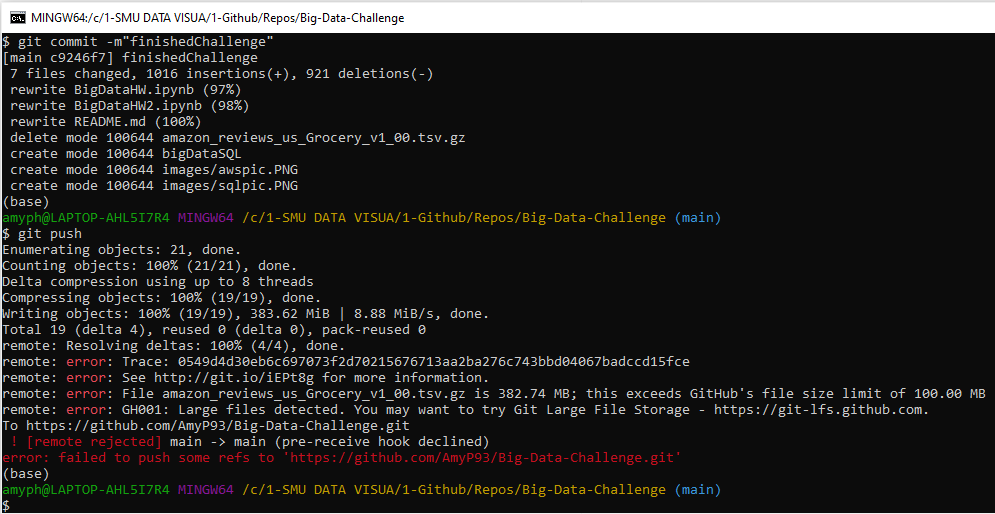 MINGW64:/c/1-SMU DATA VISUA/1-Github/Repos/Big-Data-Challenge
$ git commit -m"finishedChallenge"
[main c9246f7] finishedChallenge
 7 files changed, 1016 insertions(+), 921 deletions(-)
 rewrite BigDataHW.ipynb (97%)
 rewrite BigDataHW2.ipynb (98%)
 rewrite README.md (100%)
 delete mode 100644 amazon_reviews_us_Grocery_v1_00.tsv.gz
 create mode 100644 bigDataSQL
 create mode 100644 images/awspic.PNG
 create mode 100644 images/sqlpic.PNG
(base)
amyph@LAPTOP-AHL5I7R4 MINGW64 /c/1-SMU DATA VISUA/1-Github/Repos/Big-Data-Challenge (main)
$ git push
Enumerating objects: 21, done.
Counting objects: 100% (21/21), done.
Delta compression using up to 8 threads
Compressing objects: 100% (19/19), done.
Writing objects: 100% (19/19), 383.62 MiB | 8.88 MiB/s, done.
Total 19 (delta 4), reused 0 (delta 0), pack-reused 0
remote: Resolving deltas: 100% (4/4), done.
remote: error: Trace: 0549d4d30eb6c697073f2d70215676713aa2ba276c743bbd04067badccd15fce
remote: error: See http://git.io/iEPt8g for more information.
remote: error: File amazon_reviews_us_Grocery_v1_00.tsv.gz is 382.74 MB; this exceeds GitHub's file size limit of 100.00 MB
remote: error: GH001: Large files detected. You may want to try Git Large File Storage - https://git-lfs.github.com.
To https://github.com/AmyP93/Big-Data-Challenge.git
 ! [remote rejected] main -> main (pre-receive hook declined)
error: failed to push some refs to 'https://github.com/AmyP93/Big-Data-Challenge.git'
(base)
amyph@LAPTOP-AHL5I7R4 MINGW64 /c/1-SMU DATA VISUA/1-Github/Repos/Big-Data-Challenge (main)
$